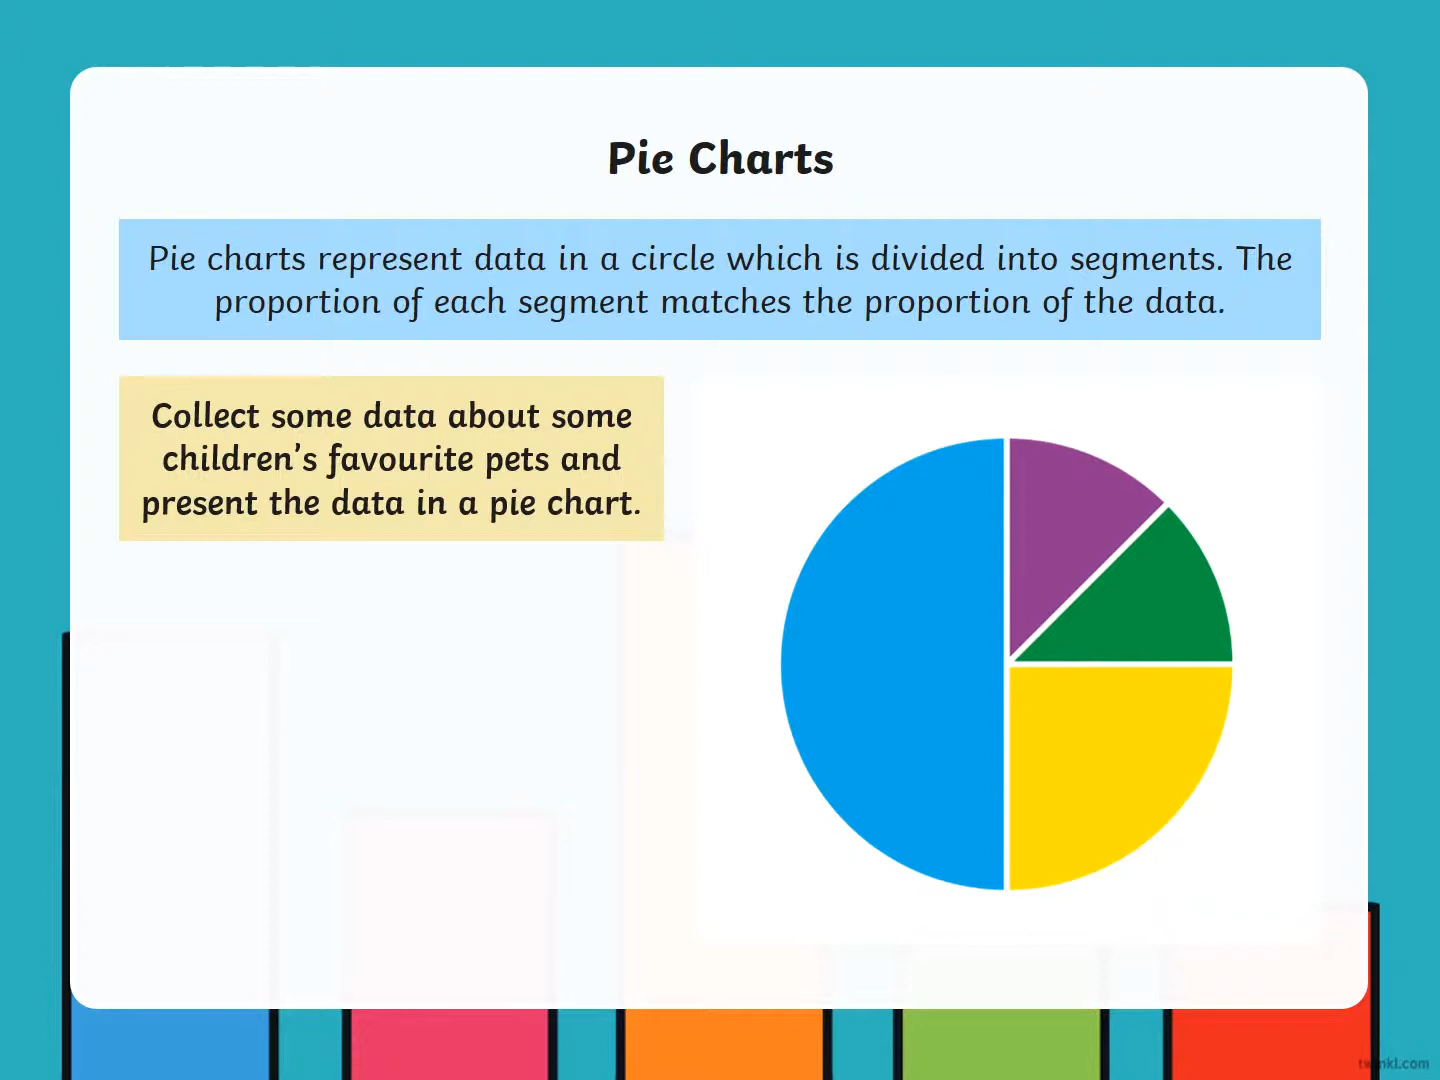 Pie Charts
Pie charts represent data in a circle which is divided into segments. The
proportion of each segment matches the proportion of the data.
Collect some data about some
children’s favourite pets and
present the data in a pie chart.
twinkl.com